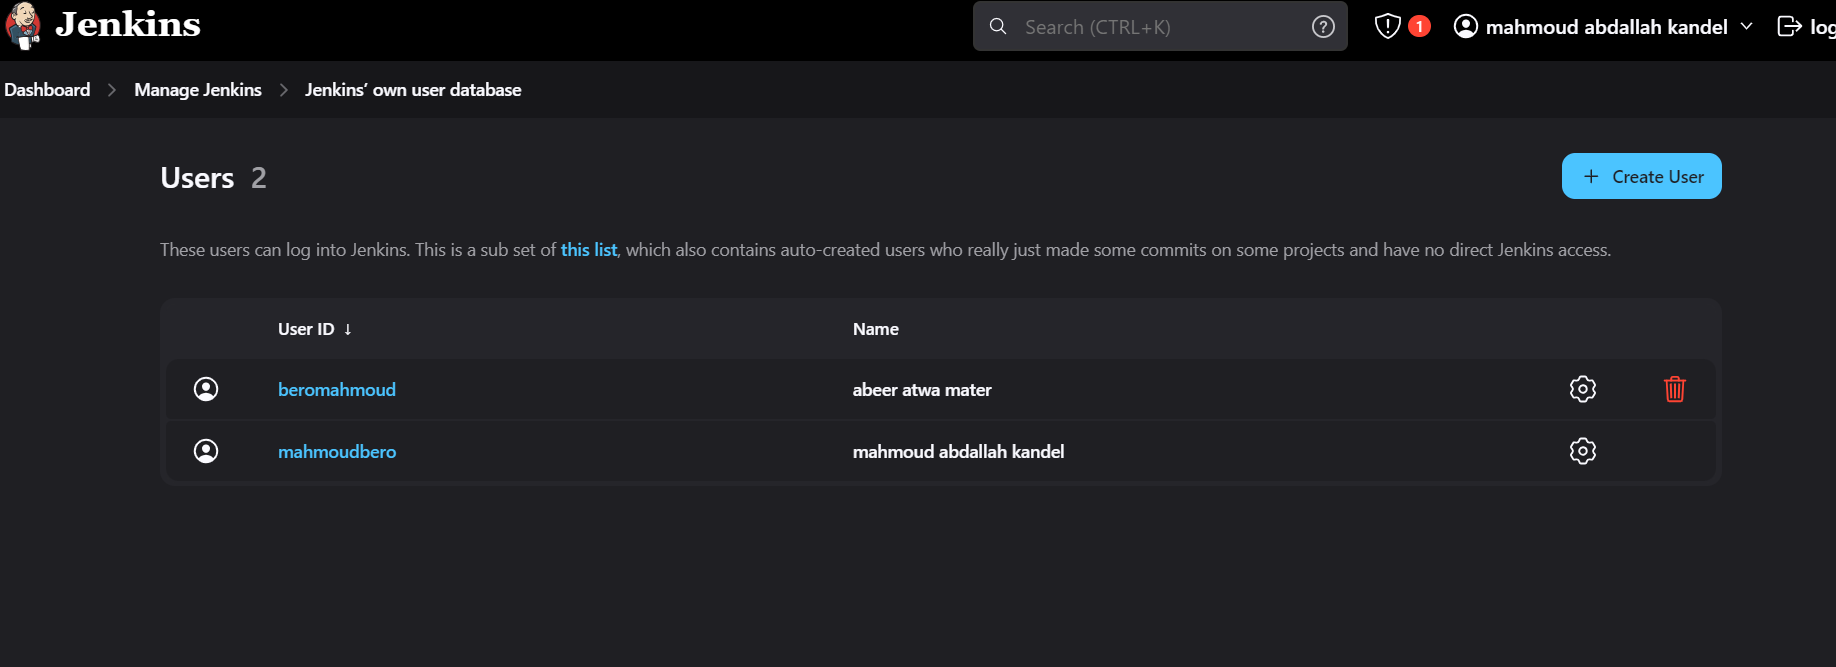 Jenkins
Search (CTRL+K)
1
mahmoud abdallah kandel
log
Dashboard > Manage Jenkins > Jenkins’ own user database
Users 2
+ Create User
These users can log into Jenkins. This is a sub set of this list, which also contains auto-created users who really just made some commits on some projects and have no direct Jenkins access.
User ID ↓ Name
beromahmoud abeer atwa mater
mahmoudbero mahmoud abdallah kandel